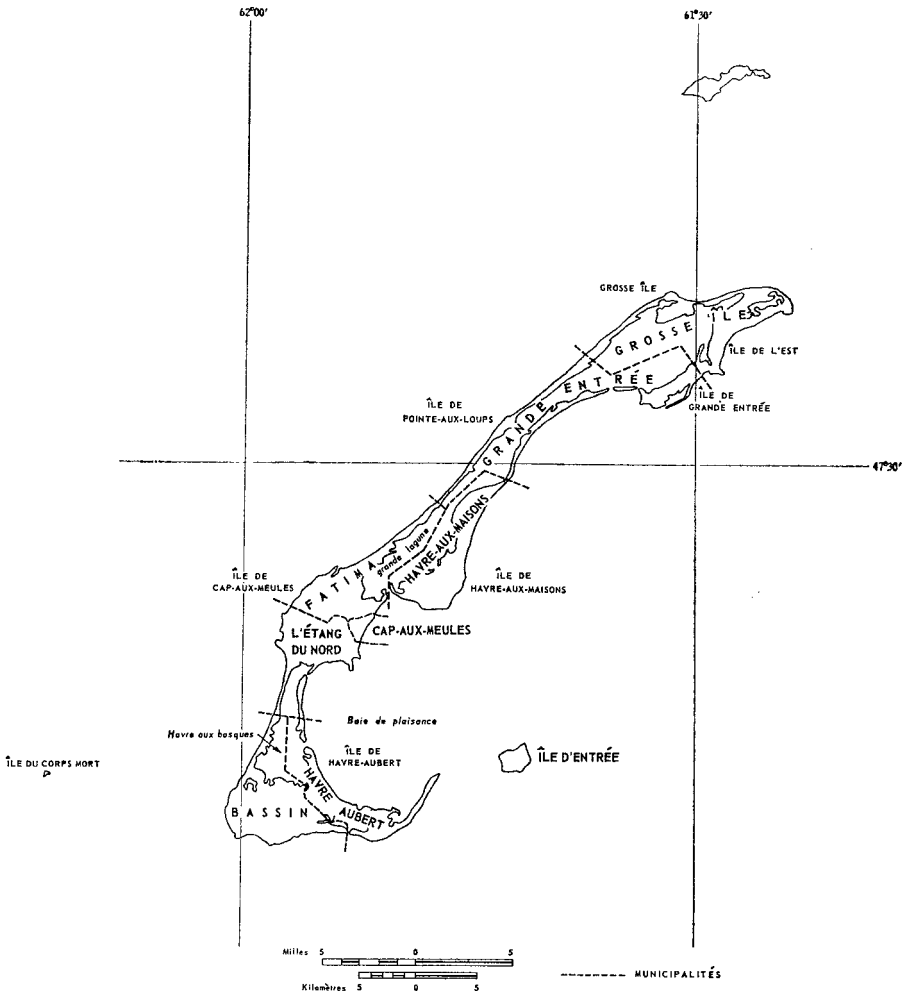 62°00'
61°30'
GROSSE ÎLE
GROSSE ÎLES
ÎLE DE L'EST
GRANDE ENTRÉE
ÎLE DE
GRANDE ENTRÉE
ÎLE DE
POINTE-AUX-LOUPS
47°30'
HAVRE-AUX-MAISONS
grande lagune
FATIMA
ÎLE DE
CAP-AUX-MEULES
ÎLE DE
HAVRE-AUX-MAISONS
L'ÉTANG
DU NORD
CAP-AUX-MEULES
Baie de plaisance
Havre aux basques
ÎLE DE
HAVRE-AUBERT
ÎLE DU CORPS MORT
ÎLE D'ENTRÉE
HAVRE
AUBERT
BASSIN
Milles 5 0 5
Kilomètres 5 0 5
MUNICIPALITÉS